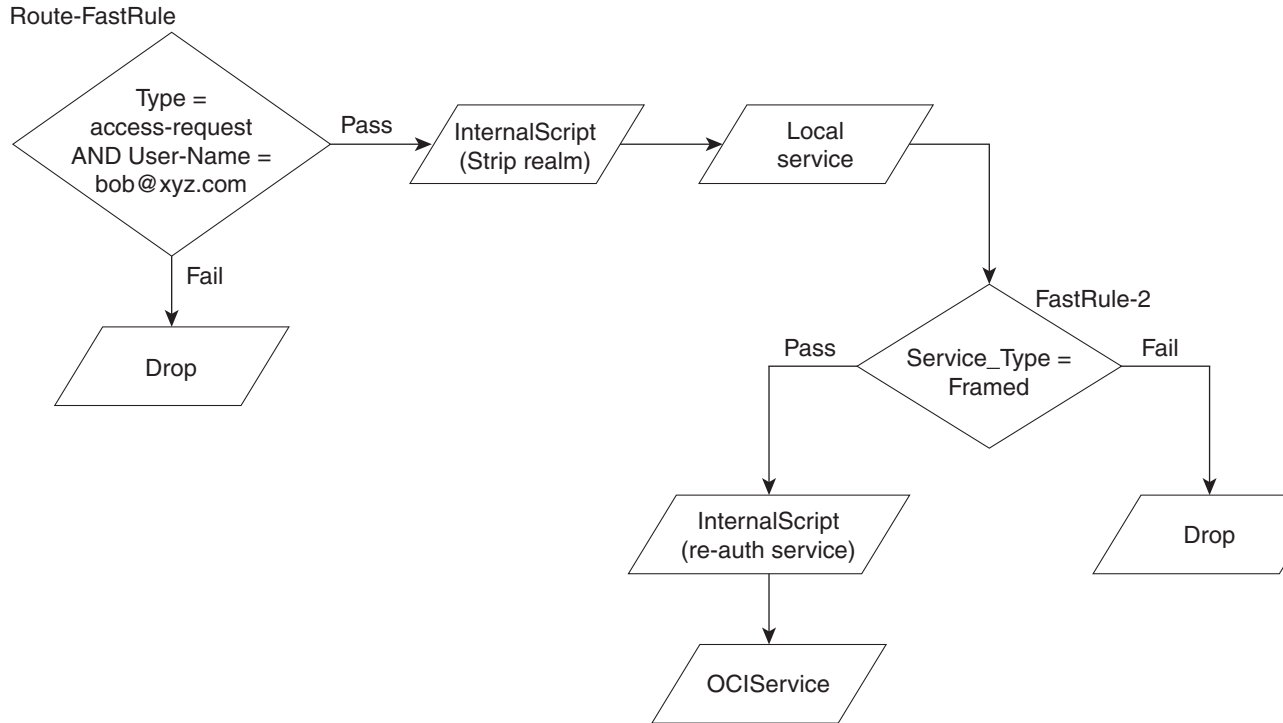 Route-FastRule
Type =
access-request
AND User-Name =
bob@xyz.com
Pass
InternalScript
(Strip realm)
Local
service
Fail
Drop
FastRule-2
Pass
Service_Type =
Framed
Fail
InternalScript
(re-auth service)
Drop
OCIService